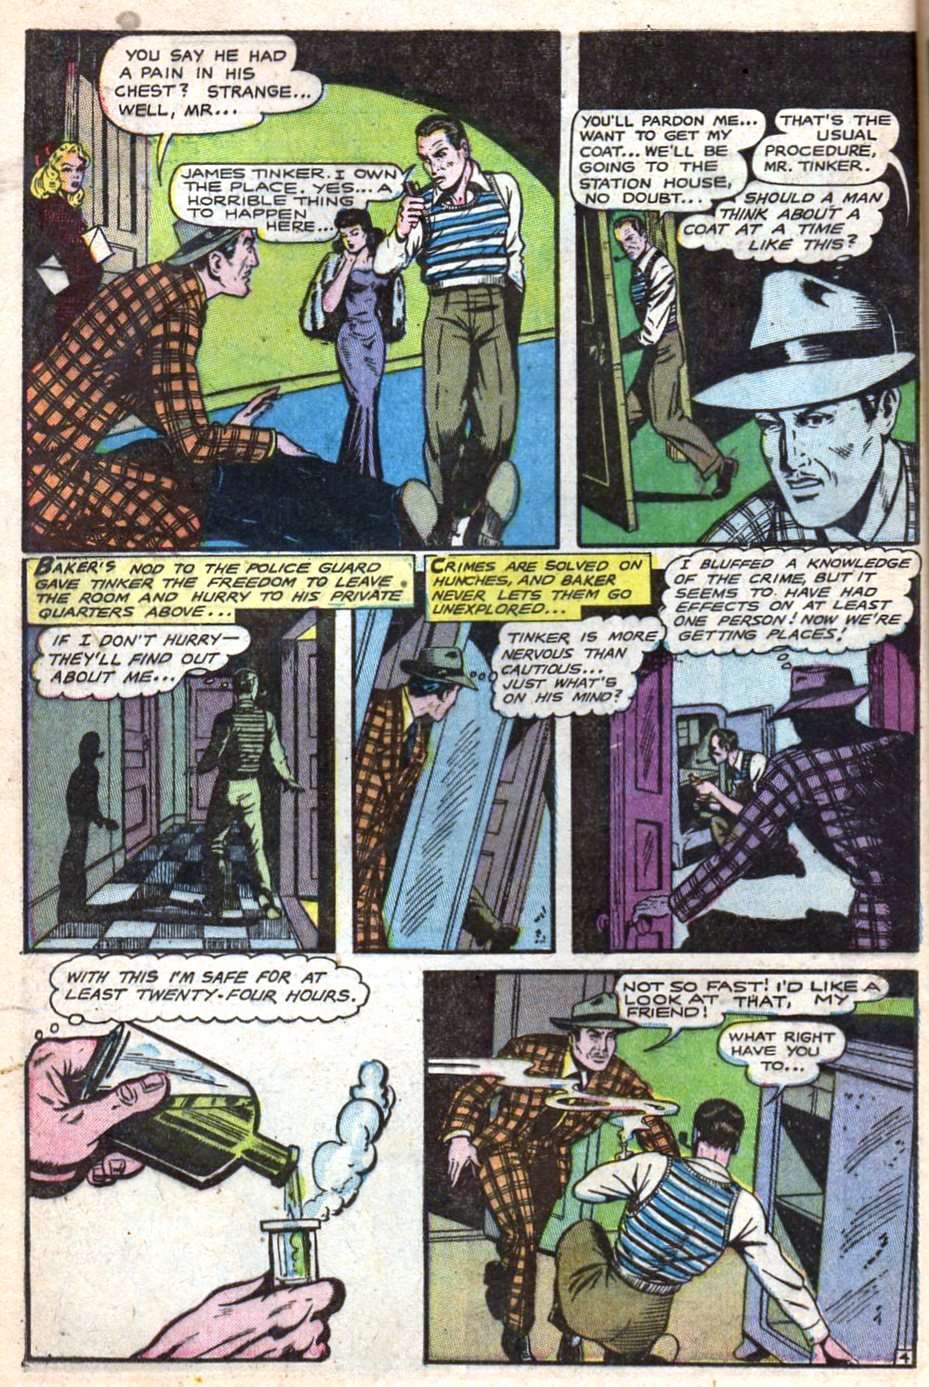 YOU SAY HE HAD
A PAIN IN HIS
CHEST? STRANGE...
WELL, MR...
JAMES TINKER. I OWN
THE PLACE. YES... A
HORRIBLE THING
TO HAPPEN
HERE...
YOU'LL PARDON ME...
WANT TO GET MY
COAT... WE'LL BE
GOING TO THE
STATION HOUSE,
NO DOUBT...
THAT'S THE
USUAL
PROCEDURE,
MR. TINKER.
SHOULD A MAN
THINK ABOUT A
COAT AT A TIME
LIKE THIS?
BAKER'S NOD TO THE POLICE GUARD
GAVE TINKER THE FREEDOM TO LEAVE
THE ROOM AND HURRY TO HIS PRIVATE
QUARTERS ABOVE...
IF I DON'T HURRY—
THEY'LL FIND OUT
ABOUT ME...
CRIMES ARE SOLVED ON
HUNCHES, AND BAKER
NEVER LETS THEM GO
UNEXPLORED...
TINKER IS MORE
NERVOUS THAN
CAUTIOUS...
JUST WHAT'S
ON HIS MIND?
I BLUFFED A KNOWLEDGE
OF THE CRIME, BUT IT
SEEMS TO HAVE HAD
EFFECTS ON AT LEAST
ONE PERSON! NOW WE'RE
GETTING PLACES!
WITH THIS I'M SAFE FOR AT
LEAST TWENTY-FOUR HOURS.
NOT SO FAST! I'D LIKE A
LOOK AT THAT, MY
FRIEND!
WHAT RIGHT
HAVE YOU
TO...
4